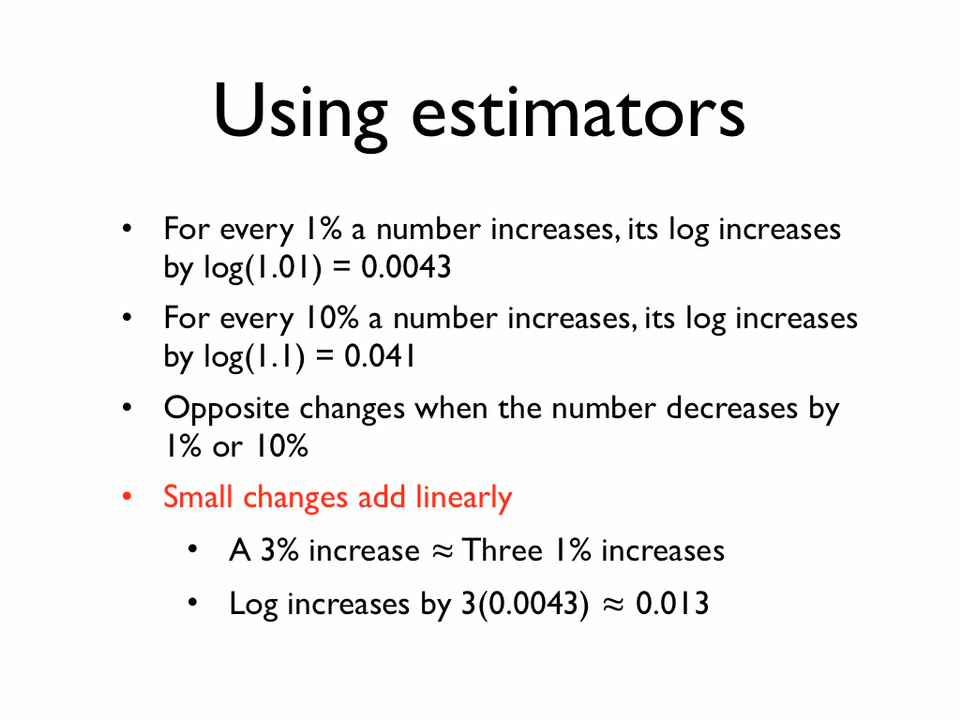 Using estimators
• For every 1% a number increases, its log increases
by log(1.01) = 0.0043
• For every 10% a number increases, its log increases
by log(1.1) = 0.041
• Opposite changes when the number decreases by
1% or 10%
• Small changes add linearly
• A 3% increase ≈ Three 1% increases
• Log increases by 3(0.0043) ≈ 0.013